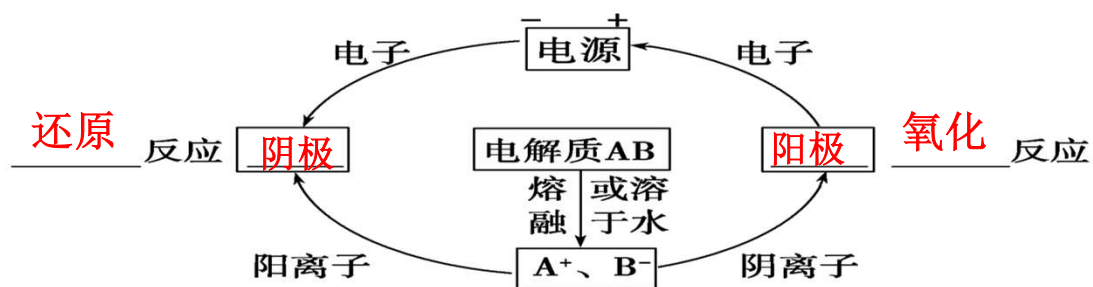 − +
电源
电子 电子
还原 反应 阴极 电解质AB 阳极 氧化 反应
熔 或溶
融 于水
阳离子 A⁺、B⁻ 阴离子